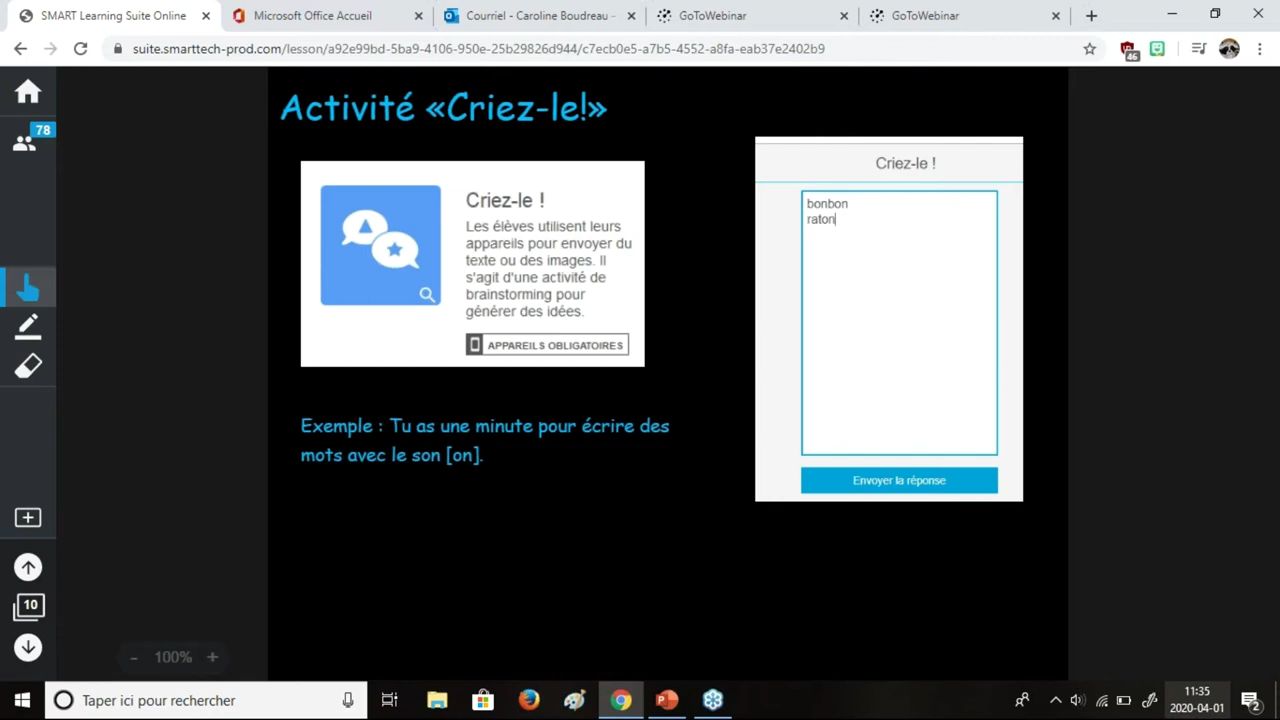 SMART Learning Suite Online
Microsoft Office Accueil
Courriel - Caroline Boudreau -
GoToWebinar
GoToWebinar
suite.smarttech-prod.com/lesson/a92e99bd-5ba9-4106-950e-25b29826d944/c7ecb0e5-a7b5-4552-a8fa-eab37e2402b9
46
78
Activité «Criez-le!»
Criez-le !
Les élèves utilisent leurs
appareils pour envoyer du
texte ou des images. Il
s'agit d'une activité de
brainstorming pour
générer des idées.
APPAREILS OBLIGATOIRES
Exemple : Tu as une minute pour écrire des
mots avec le son [on].
Criez-le !
bonbon
raton
Envoyer la réponse
10
- 100% +
Taper ici pour rechercher
11:35
2020-04-01
2